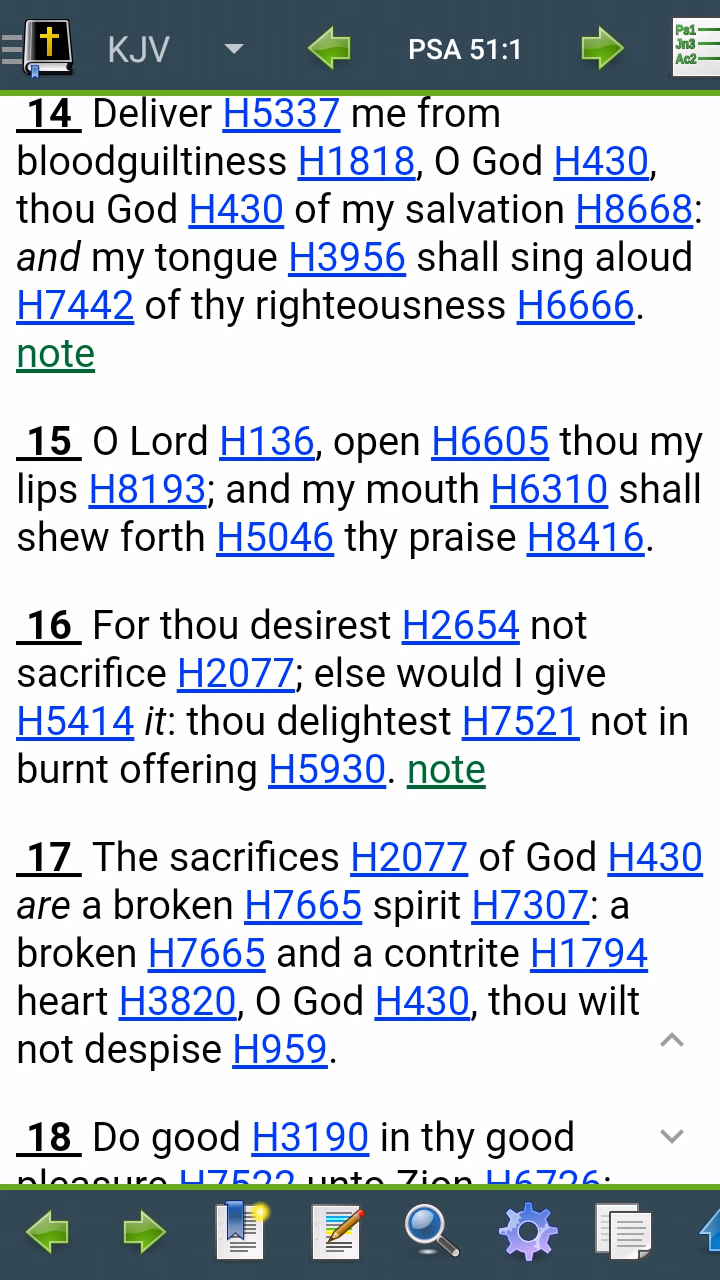 KJV PSA 51:1 Ps1
Jn3
Ac2
14 Deliver H5337 me from
bloodguiltiness H1818, O God H430,
thou God H430 of my salvation H8668:
and my tongue H3956 shall sing aloud
H7442 of thy righteousness H6666.
note
15 O Lord H136, open H6605 thou my
lips H8193; and my mouth H6310 shall
shew forth H5046 thy praise H8416.
16 For thou desirest H2654 not
sacrifice H2077; else would I give
H5414 it: thou delightest H7521 not in
burnt offering H5930. note
17 The sacrifices H2077 of God H430
are a broken H7665 spirit H7307: a
broken H7665 and a contrite H1794
heart H3820, O God H430, thou wilt
not despise H959.
18 Do good H3190 in thy good
pleasure H7522 unto Zion H6726: